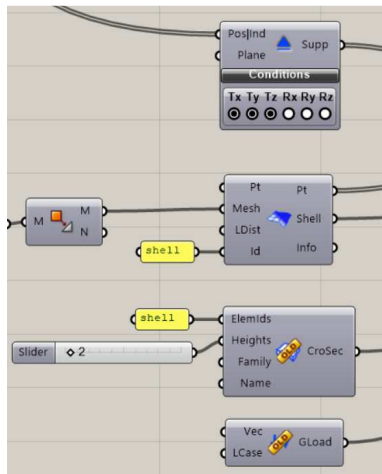 Pos|Ind
Supp
Plane
Conditions
Tx Ty Tz Rx Ry Rz
Pt
Pt
Mesh
Shell
LDist
Id
Info
M
M
N
shell
shell
ElemIds
Heights
CroSec
Family
Name
OLD
Slider
2
Vec
GLoad
LCase
OLD